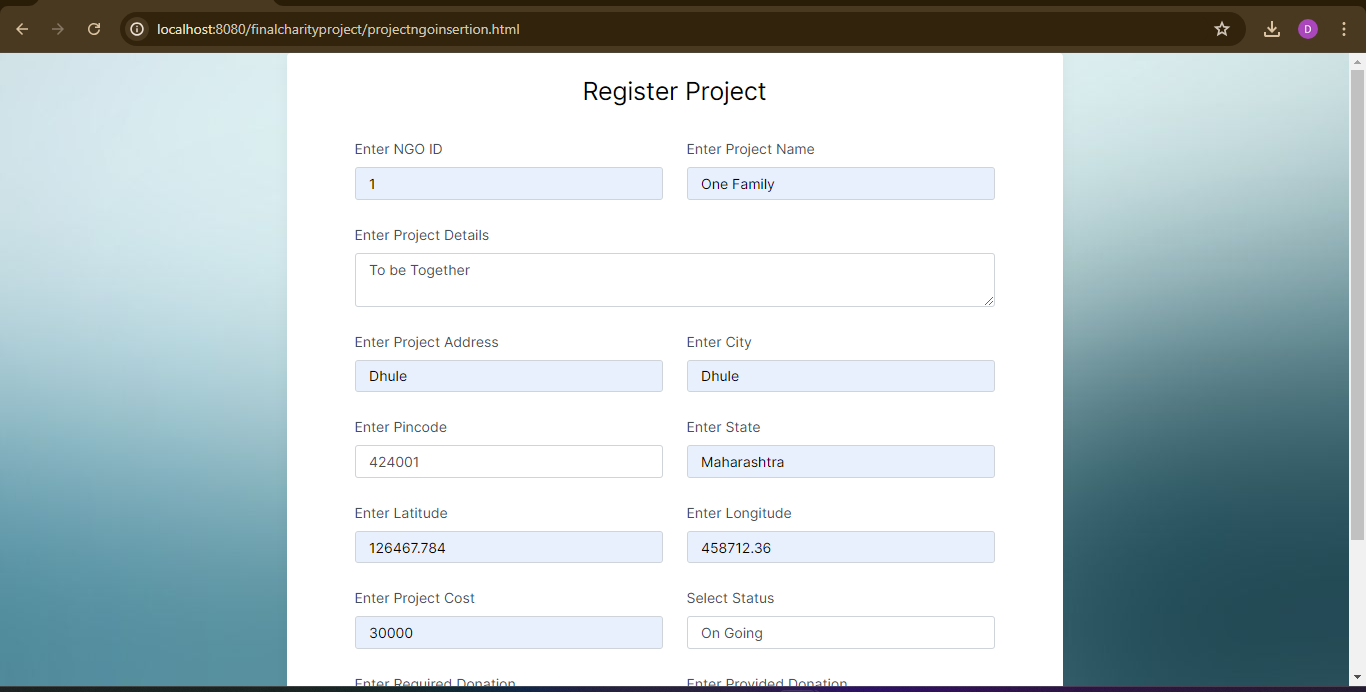 localhost:8080/finalcharityproject/projectngoinsertion.html
D
Register Project
Enter NGO ID
Enter Project Name
1
One Family
Enter Project Details
To be Together
Enter Project Address
Enter City
Dhule
Dhule
Enter Pincode
Enter State
424001
Maharashtra
Enter Latitude
Enter Longitude
126467.784
458712.36
Enter Project Cost
Select Status
30000
On Going
Enter Required Donation
Enter Provided Donation